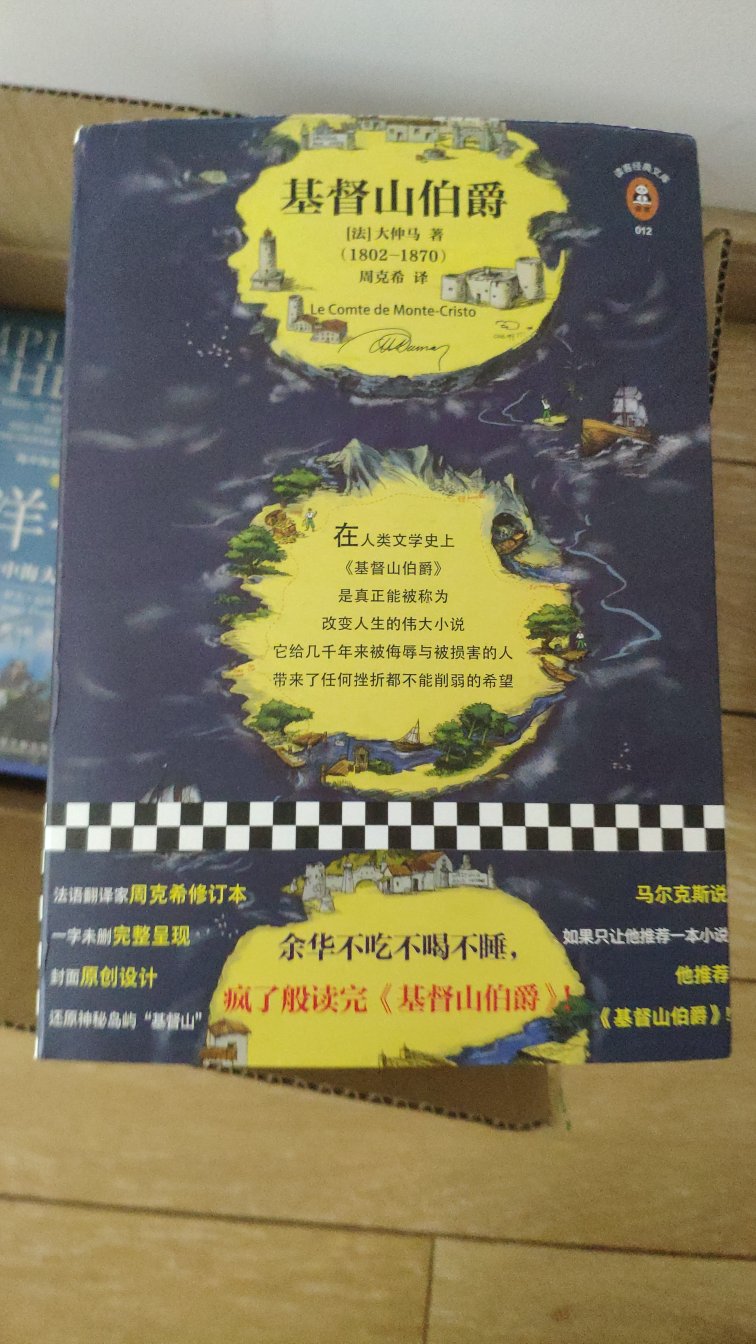 基督山伯爵
[法]大仲马 著
(1802-1870)
周克希 译
Le Comte de Monte-Cristo
读客经典文库
012
在人类文学史上
《基督山伯爵》
是真正能被称为
改变人生的伟大小说
它给几千年来被侮辱与被损害的人
带来了任何挫折都不能削弱的希望
法语翻译家周克希修订本
一字未删完整呈现
封面原创设计
还原神秘岛屿“基督山”
余华不吃不喝不睡,
疯了般读完《基督山伯爵》!
马尔克斯说
如果只让他推荐一本小说
他推荐
《基督山伯爵》!
洋